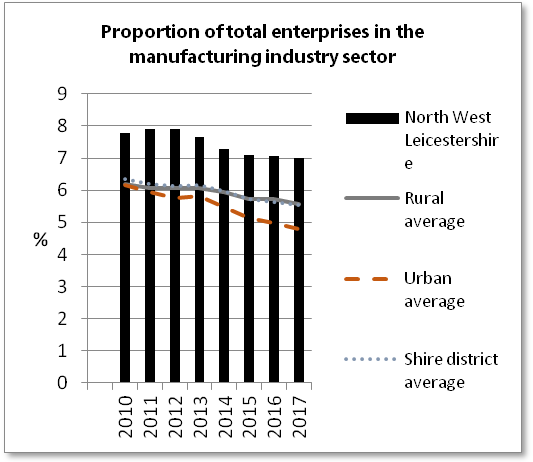 Proportion of total enterprises in the
manufacturing industry sector
9
8
7
6
5
4
3
2
1
0
%
2010
2011
2012
2013
2014
2015
2016
2017
North West
Leicestershir
e
Rural
average
Urban
average
Shire district
average